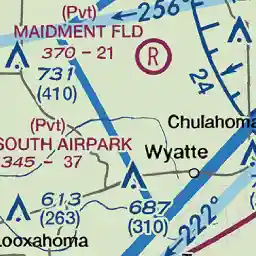 (Pvt)
256°
MAIDMENT FLD
370 - 21
R
731
(410)
24
Chulahoma
(Pvt)
SOUTH AIRPARK
345 - 37
Wyatte
613
(263)
687
(310)
222°
Looxahoma